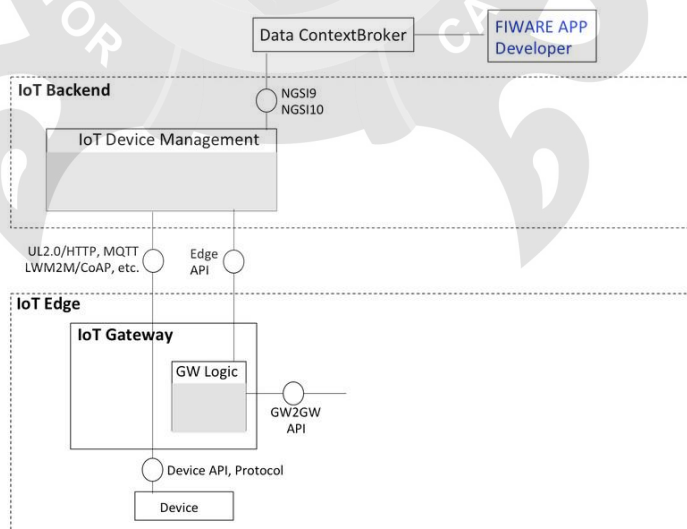 Data ContextBroker
FIWARE APP
Developer
IoT Backend
NGSI9
NGSI10
IoT Device Management
UL2.0/HTTP, MQTT
LWM2M/CoAP, etc.
Edge
API
IoT Edge
IoT Gateway
GW Logic
GW2GW
API
Device API, Protocol
Device